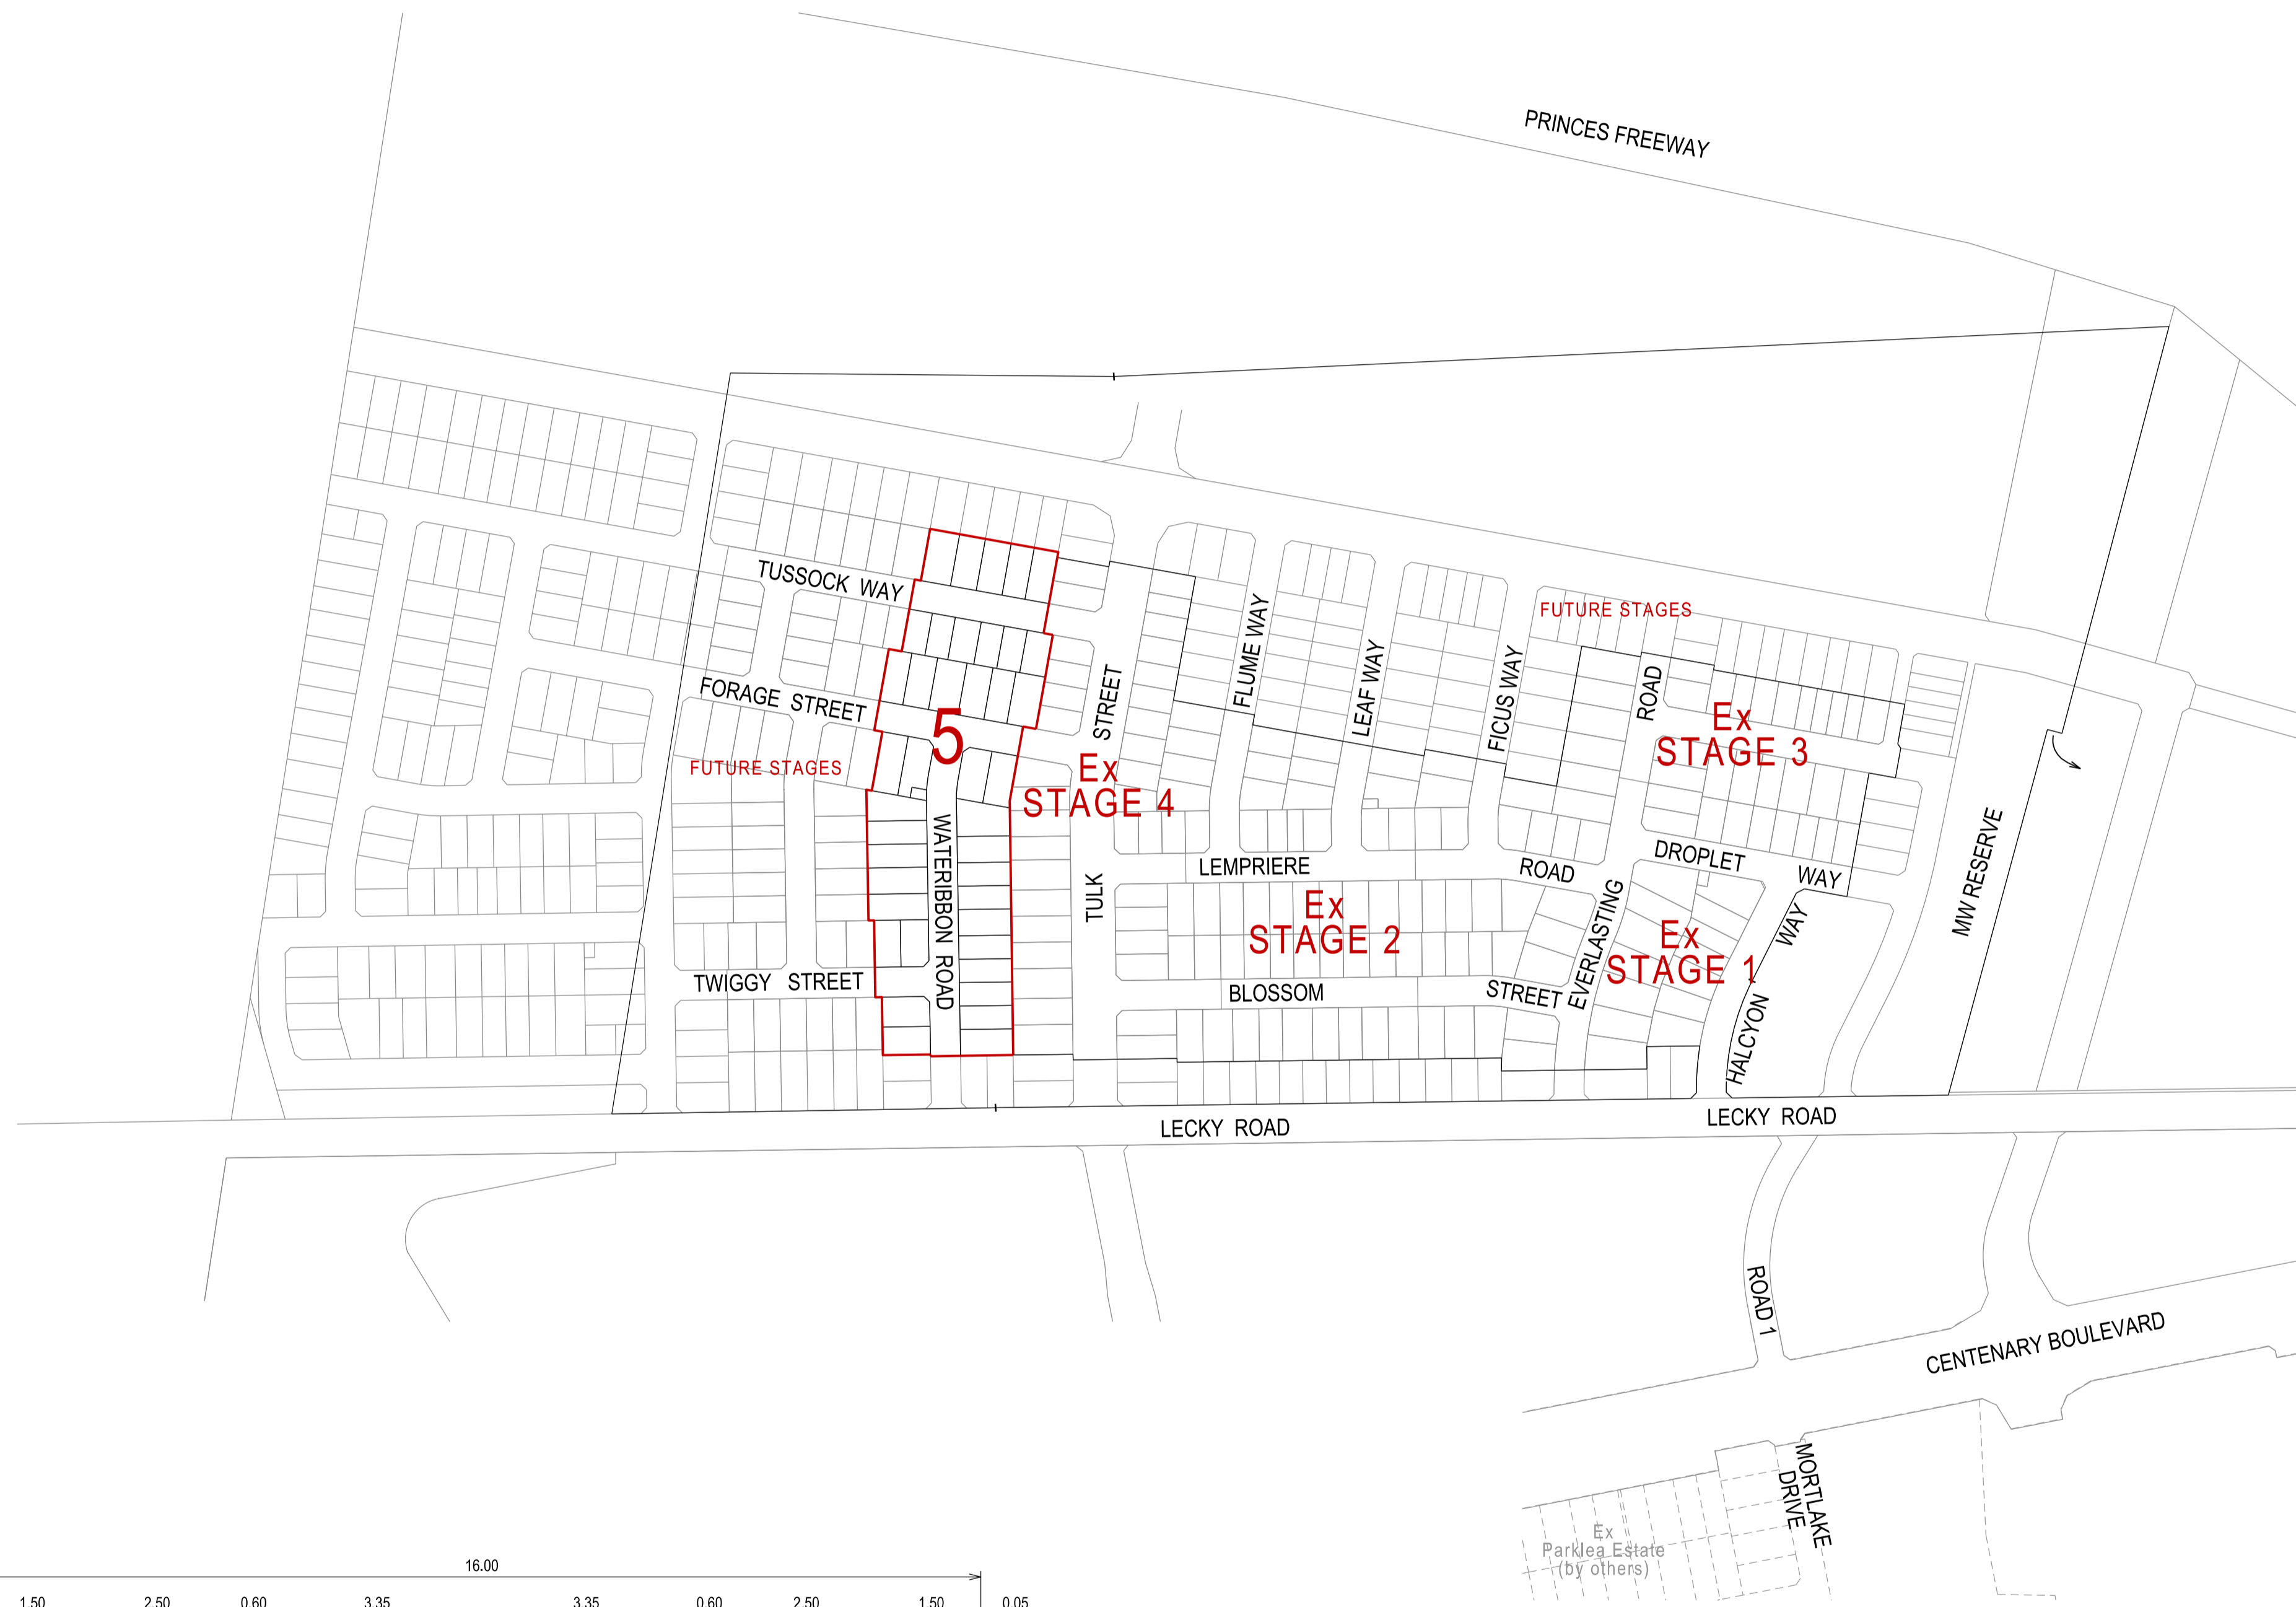 PRINCES FREEWAY
TUSSOCK WAY
FORAGE STREET
5
FUTURE STAGES
WATERIBBON ROAD
TWIGGY STREET
Ex
STAGE 4
TULK STREET
FLUME WAY
LEAF WAY
FICUS WAY
FUTURE STAGES
Ex
STAGE 3
LEMPRIERE ROAD
Ex
STAGE 2
BLOSSOM STREET
EVERLASTING ROAD
DROPLET WAY
Ex
STAGE 1
HALCYON WAY
MW RESERVE
LECKY ROAD
LECKY ROAD
ROAD 1
CENTENARY BOULEVARD
MORTLAKE
DRIVE
Ex
Parklea Estate
(by others)
16.00
1.50 2.50 0.60 3.35 3.35 0.60 2.50 1.50 0.05